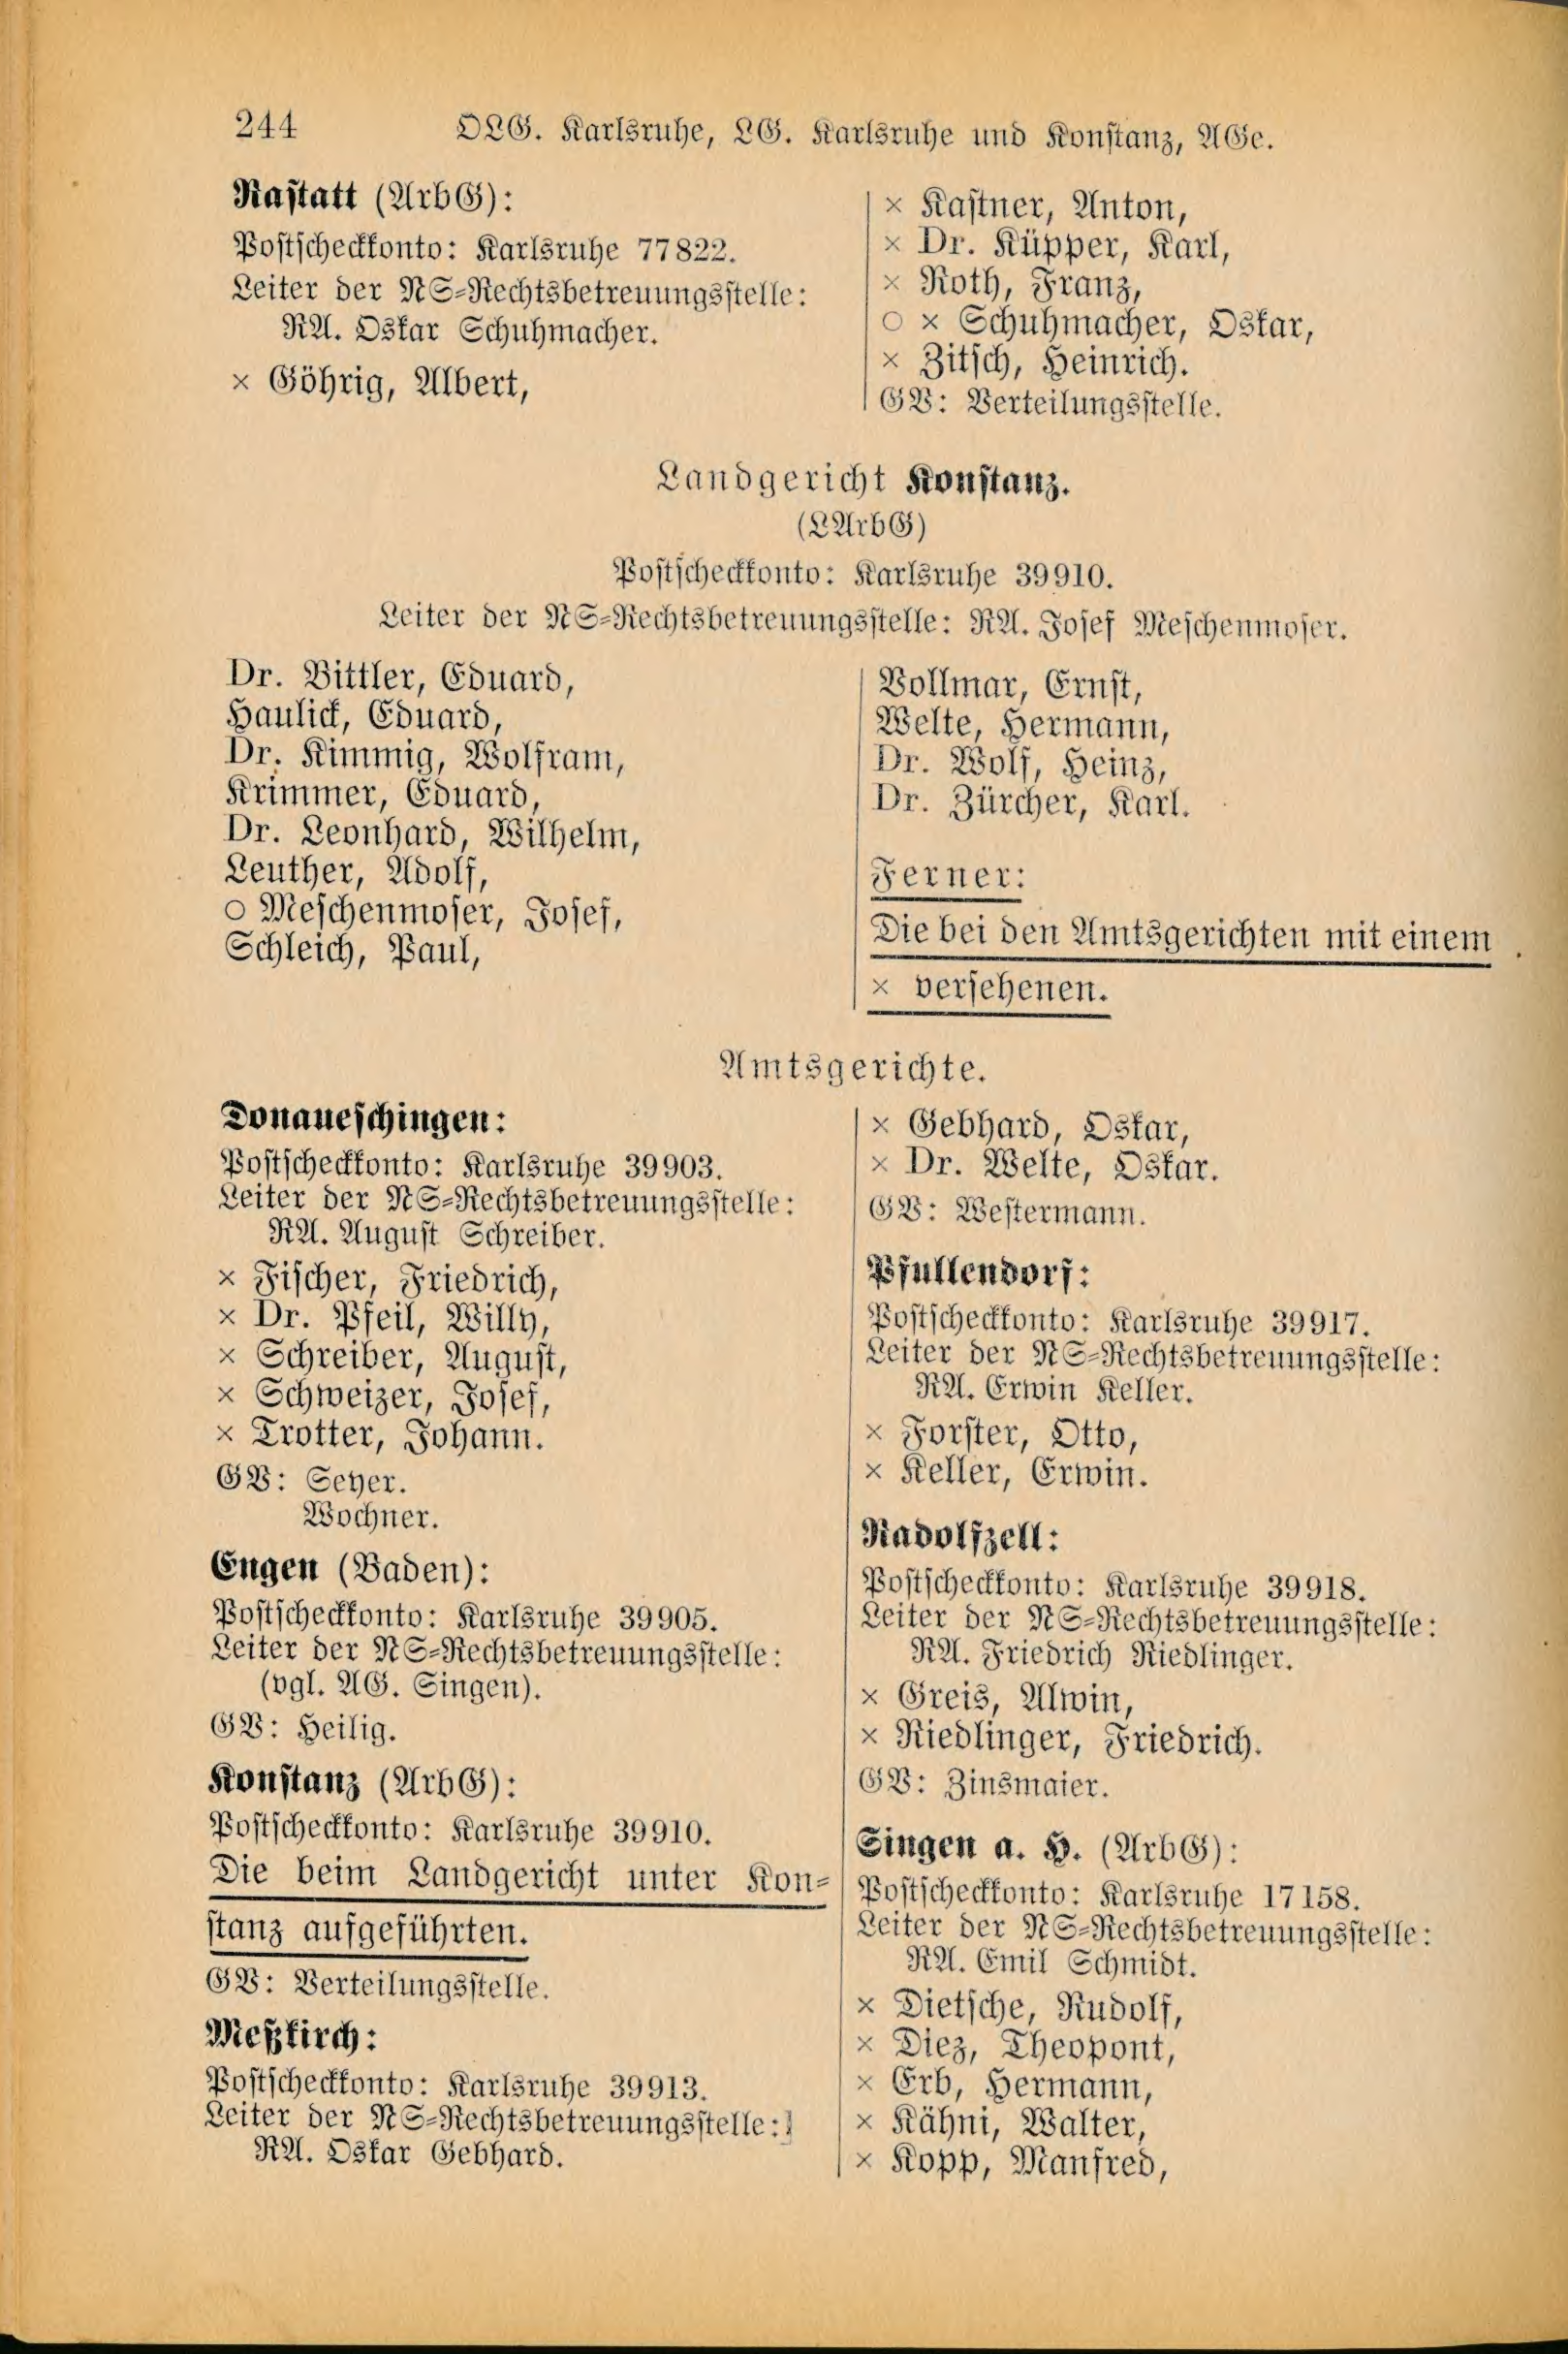 244
OLG. Karlsruhe, LG. Karlsruhe und Konstanz, AGe.
Rastatt (ArbG):
Postscheckkonto: Karlsruhe 77822.
Leiter der NS-Rechtsbetreuungsstelle:
RA. Oskar Schuhmacher.
× Göhrig, Albert,
× Kastner, Anton,
× Dr. Küpper, Karl,
× Roth, Franz,
○ × Schuhmacher, Oskar,
× Zitsch, Heinrich.
GV: Verteilungsstelle.
Landgericht Konstanz.
(LArbG)
Postscheckkonto: Karlsruhe 39910.
Leiter der NS-Rechtsbetreuungsstelle: RA. Josef Meschenmoser.
Dr. Bittler, Eduard,
Haulick, Eduard,
Dr. Kimmig, Wolfram,
Krimmer, Eduard,
Dr. Leonhard, Wilhelm,
Leuther, Adolf,
○ Meschenmoser, Josef,
Schleich, Paul,
Vollmar, Ernst,
Welte, Hermann,
Dr. Wolf, Heinz,
Dr. Zürcher, Karl.
Ferner:
Die bei den Amtsgerichten mit einem
× versehenen.
Amtsgerichte.
Donaueschingen:
Postscheckkonto: Karlsruhe 39903.
Leiter der NS-Rechtsbetreuungsstelle:
RA. August Schreiber.
× Fischer, Friedrich,
× Dr. Pfeil, Willy,
× Schreiber, August,
× Schweizer, Josef,
× Trotter, Johann.
GV: Seyer.
Wochner.
Engen (Baden):
Postscheckkonto: Karlsruhe 39905.
Leiter der NS-Rechtsbetreuungsstelle:
(vgl. AG. Singen).
GV: Heilig.
Konstanz (ArbG):
Postscheckkonto: Karlsruhe 39910.
Die beim Landgericht unter Kon-
stanz aufgeführten.
GV: Verteilungsstelle.
Meßkirch:
Postscheckkonto: Karlsruhe 39913.
Leiter der NS-Rechtsbetreuungsstelle:
RA. Oskar Gebhard.
× Gebhard, Oskar,
× Dr. Welte, Oskar.
GV: Westermann.
Pfullendorf:
Postscheckkonto: Karlsruhe 39917.
Leiter der NS-Rechtsbetreuungsstelle:
RA. Erwin Keller.
× Forster, Otto,
× Keller, Erwin.
Radolfzell:
Postscheckkonto: Karlsruhe 39918.
Leiter der NS-Rechtsbetreuungsstelle:
RA. Friedrich Riedlinger.
× Greis, Alwin,
× Riedlinger, Friedrich.
GV: Zinsmaier.
Singen a. H. (ArbG):
Postscheckkonto: Karlsruhe 17158.
Leiter der NS-Rechtsbetreuungsstelle:
RA. Emil Schmidt.
× Dietsche, Rudolf,
× Diez, Theopont,
× Erb, Hermann,
× Kähni, Walter,
× Kopp, Manfred,